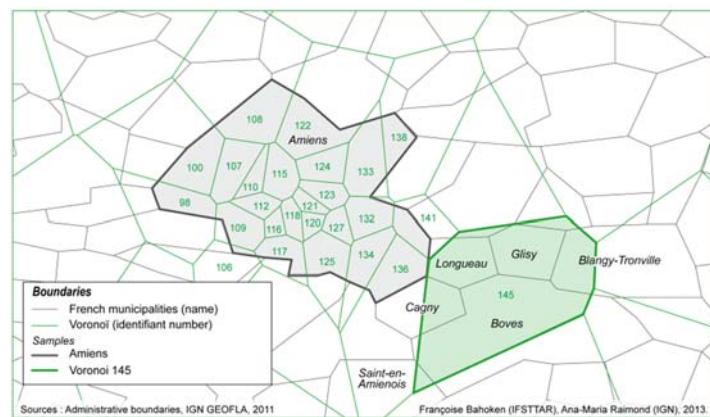 108
122
Amiens
138
100
107
115
124
133
110
123
98
112
121
118
132
141
109
116
120
127
117
125
134
136
106
Longueau
Glisy
Blangy-Tronville
145
Cagny
Boves
Saint-en-
Amienois
Boundaries
French municipalities (name)
Voronoï (identifiant number)
Samples
Amiens
Voronoi 145
Sources : Administrative boundaries, IGN GEOFLA, 2011
Françoise Bahoken (IFSTTAR), Ana-Maria Raimond (IGN), 2013.